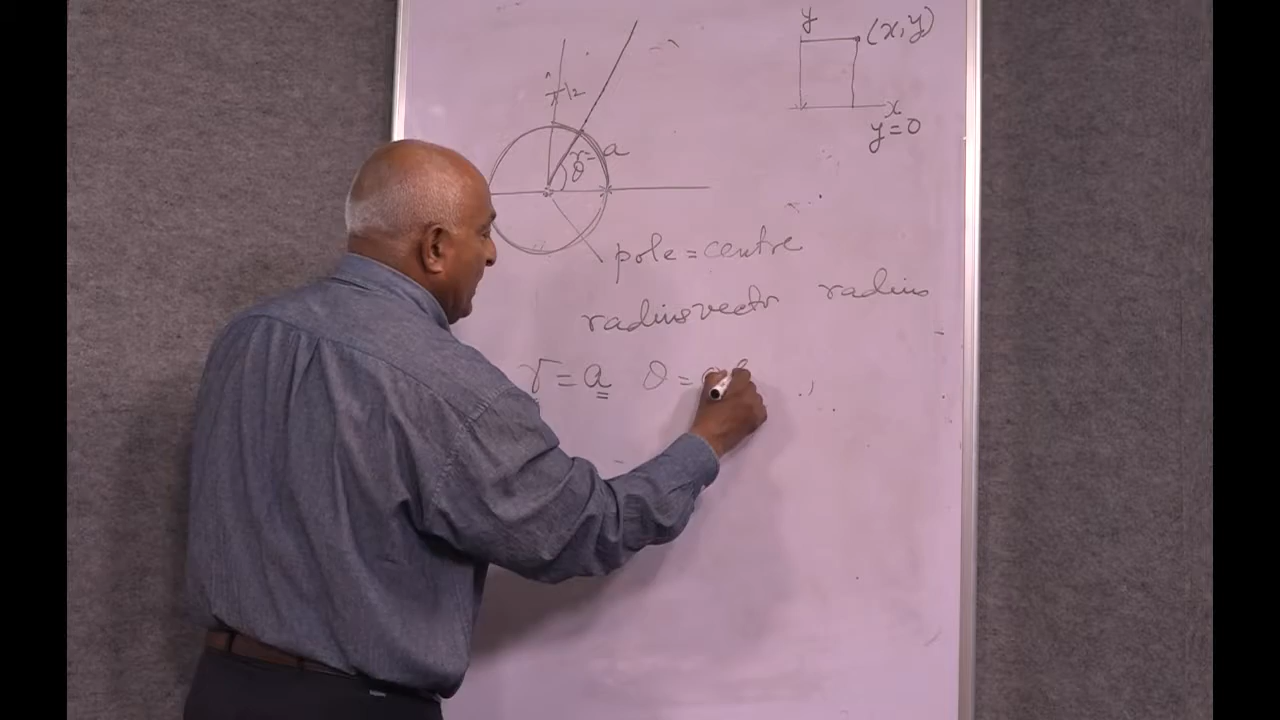 y (x,y)
π/2
x
y=0
r=a
θ
pole = centre
radius vector radius
r = a θ =